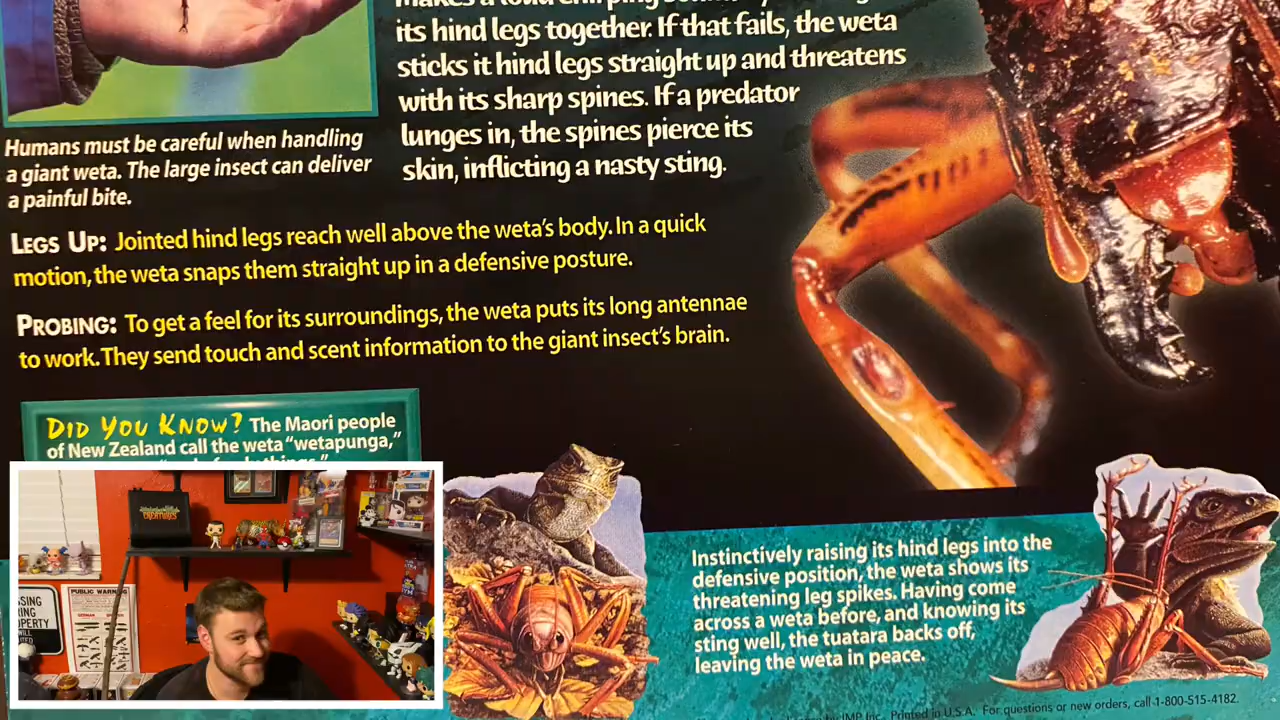 its hind legs together. If that fails, the weta
sticks it hind legs straight up and threatens
with its sharp spines. If a predator
lunges in, the spines pierce its
skin, inflicting a nasty sting.
Humans must be careful when handling
a giant weta. The large insect can deliver
a painful bite.
LEGS UP: Jointed hind legs reach well above the weta's body. In a quick
motion, the weta snaps them straight up in a defensive posture.
PROBING: To get a feel for its surroundings, the weta puts its long antennae
to work. They send touch and scent information to the giant insect's brain.
DID YOU KNOW? The Maori people
of New Zealand call the weta "wetapunga,"
CREATURES
PUBLIC WARNING
Instinctively raising its hind legs into the
defensive position, the weta shows its
threatening leg spikes. Having come
across a weta before, and knowing its
sting well, the tuatara backs off,
leaving the weta in peace.
IMP Inc. Printed in U.S.A. For questions or new orders, call 1-800-515-4182.